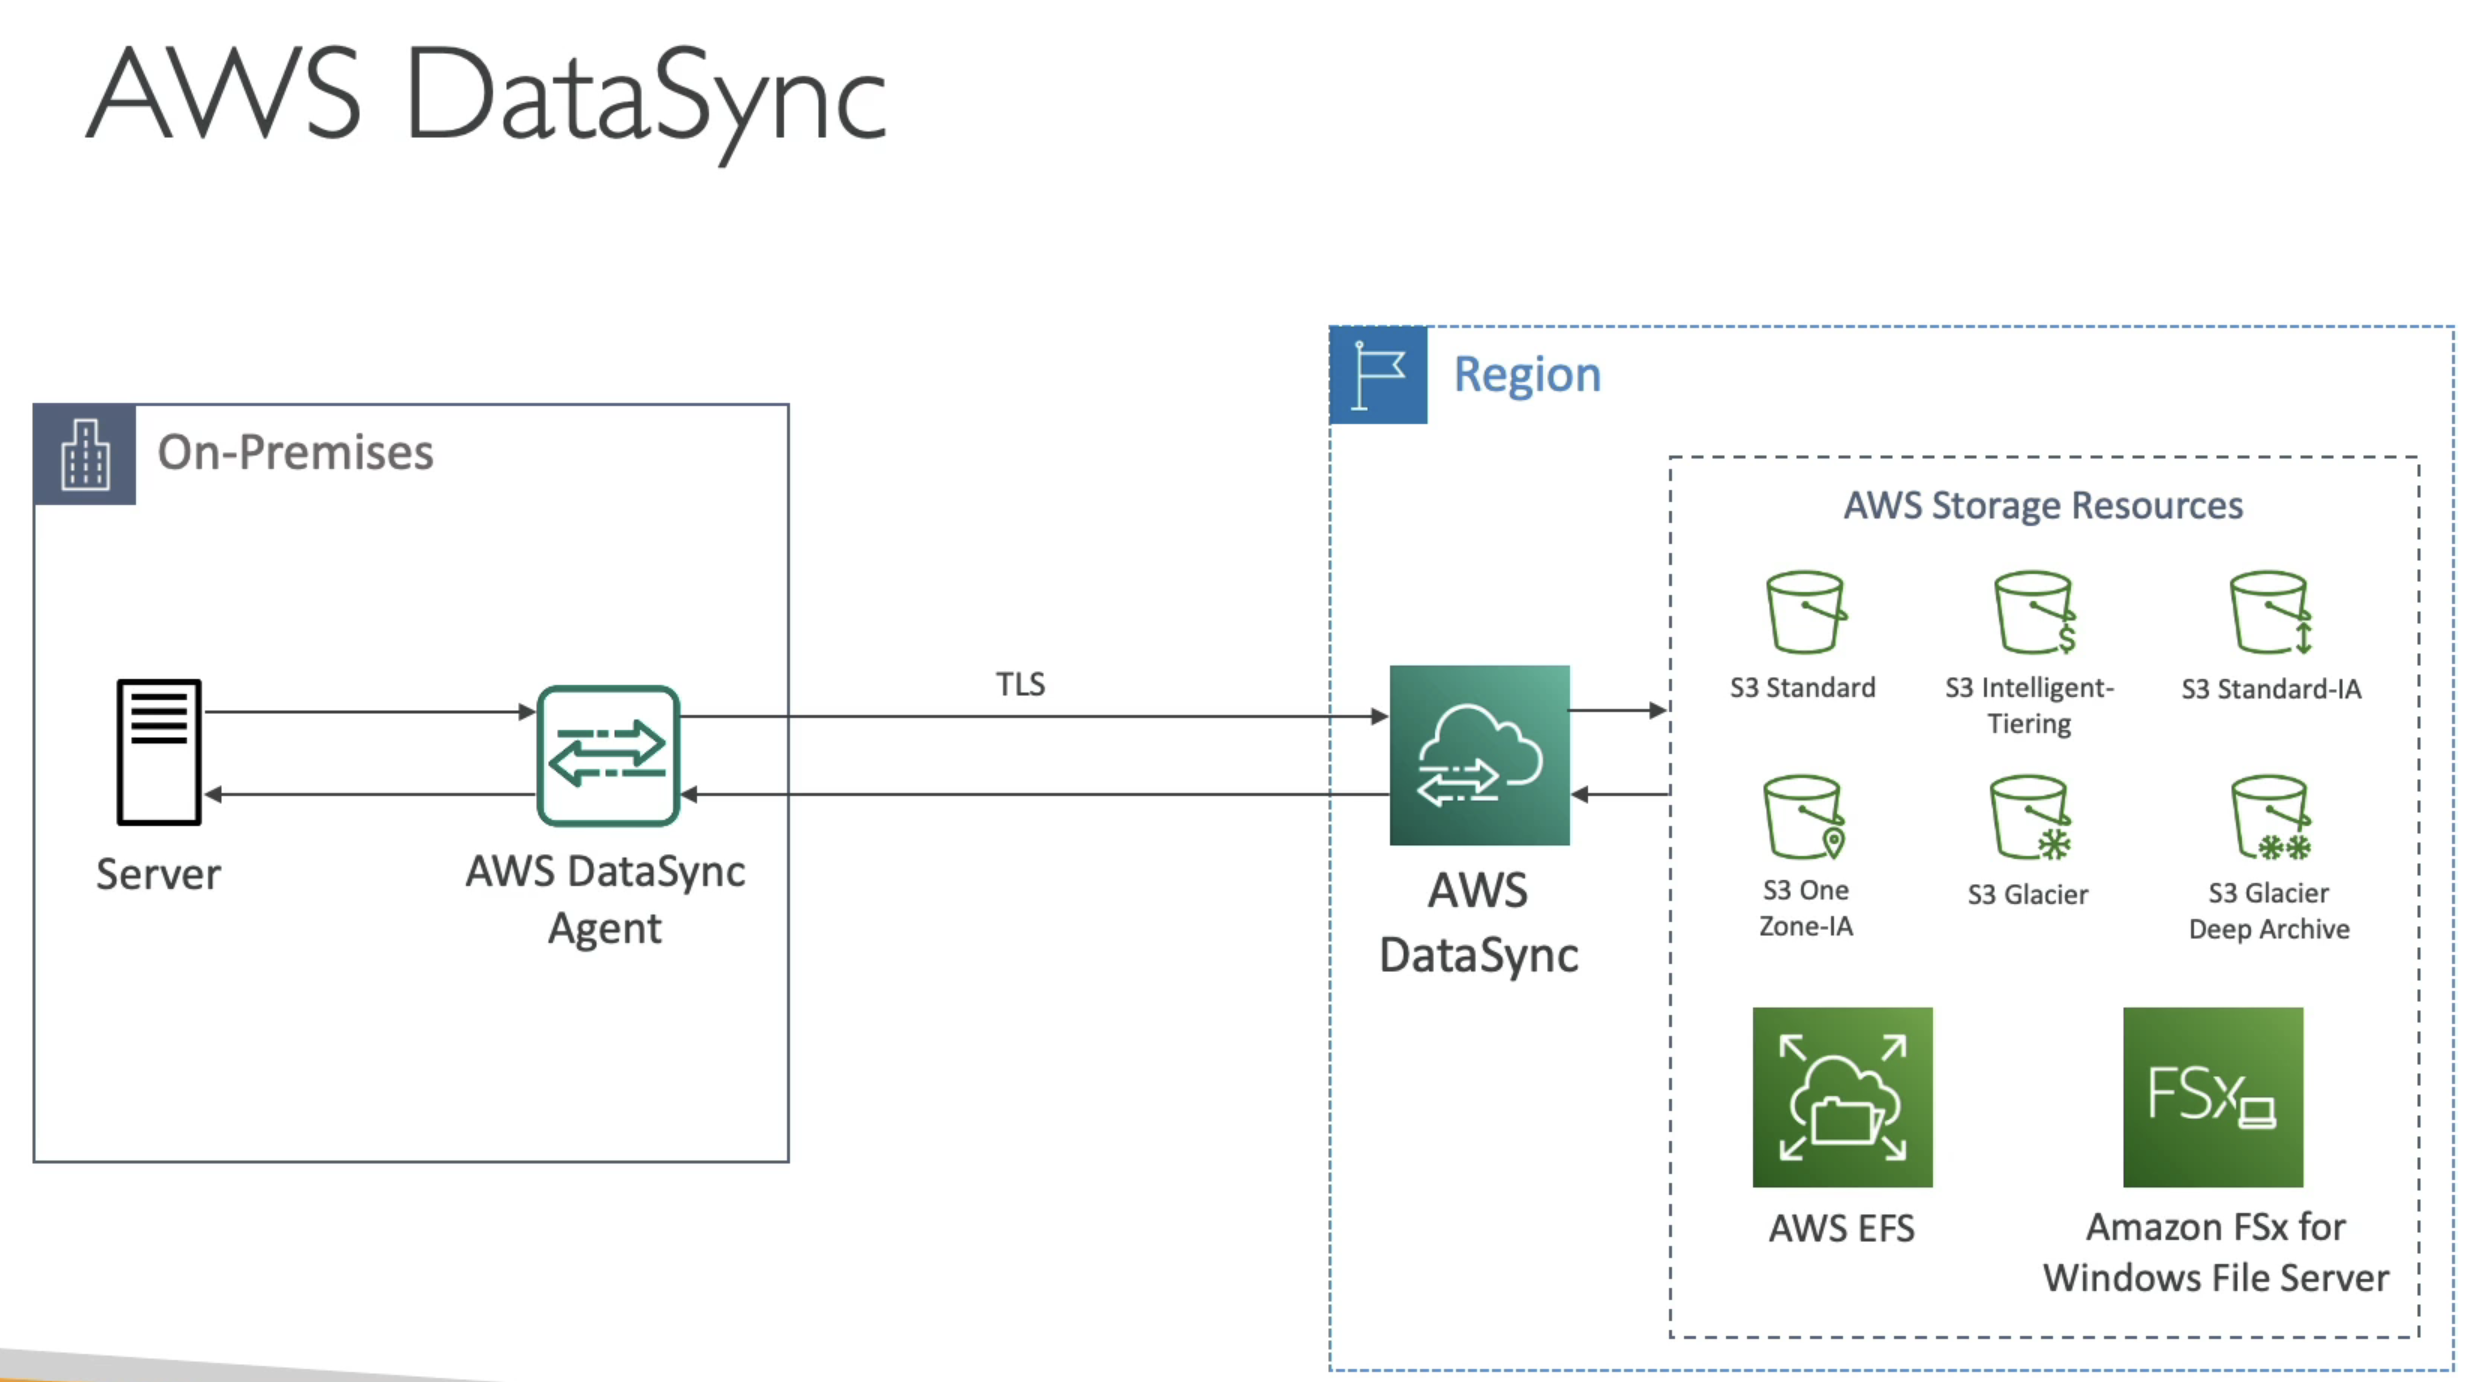 AWS DataSync
Region
On-Premises
AWS Storage Resources
TLS
S3 Standard
S3 Intelligent-
Tiering
S3 Standard-IA
Server
AWS DataSync
Agent
AWS
DataSync
S3 One
Zone-IA
S3 Glacier
S3 Glacier
Deep Archive
FSx
AWS EFS
Amazon FSx for
Windows File Server